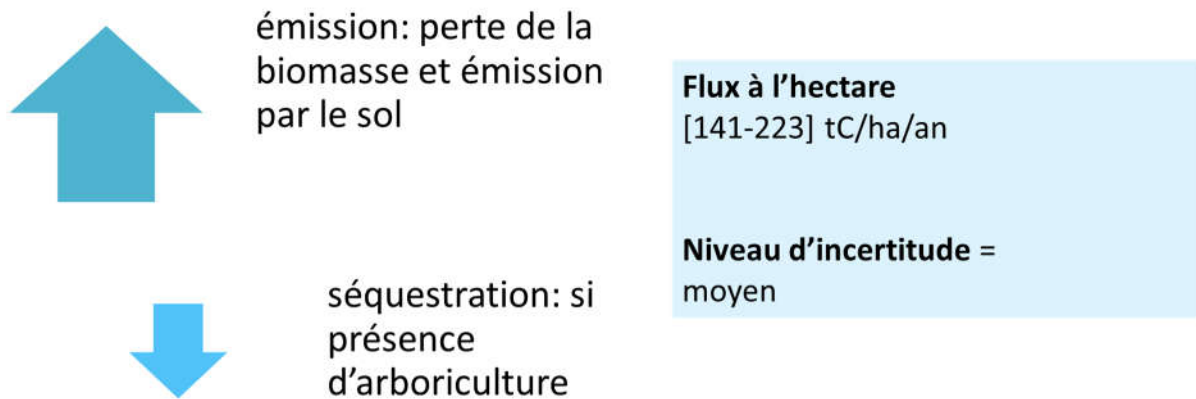 émission: perte de la
biomasse et émission
par le sol
Flux à l'hectare
[141-223] tC/ha/an
Niveau d'incertitude =
moyen
séquestration: si
présence
d'arboriculture